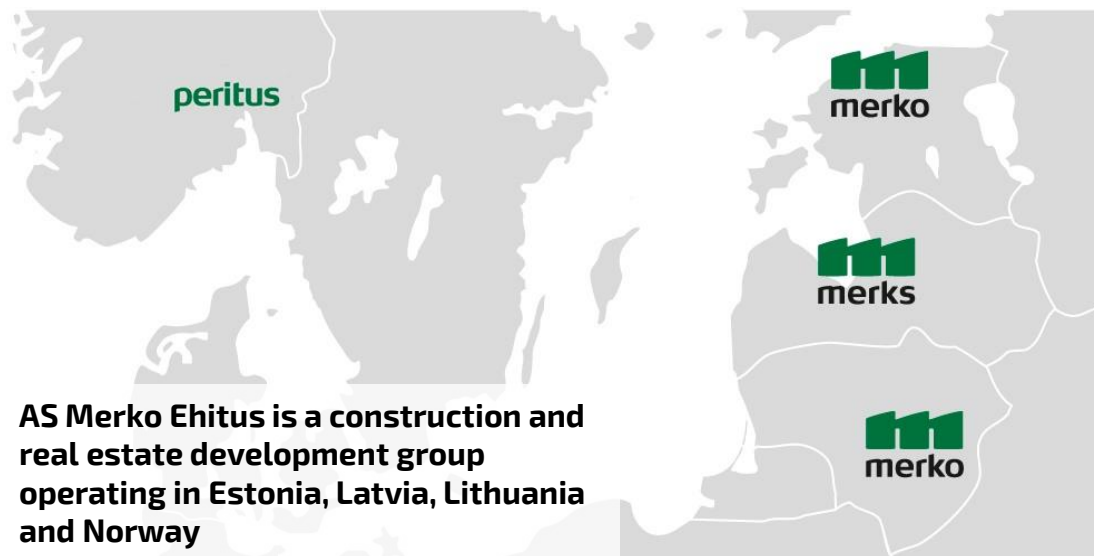 peritus
merko
merks
merko
AS Merko Ehitus is a construction and
real estate development group
operating in Estonia, Latvia, Lithuania
and Norway